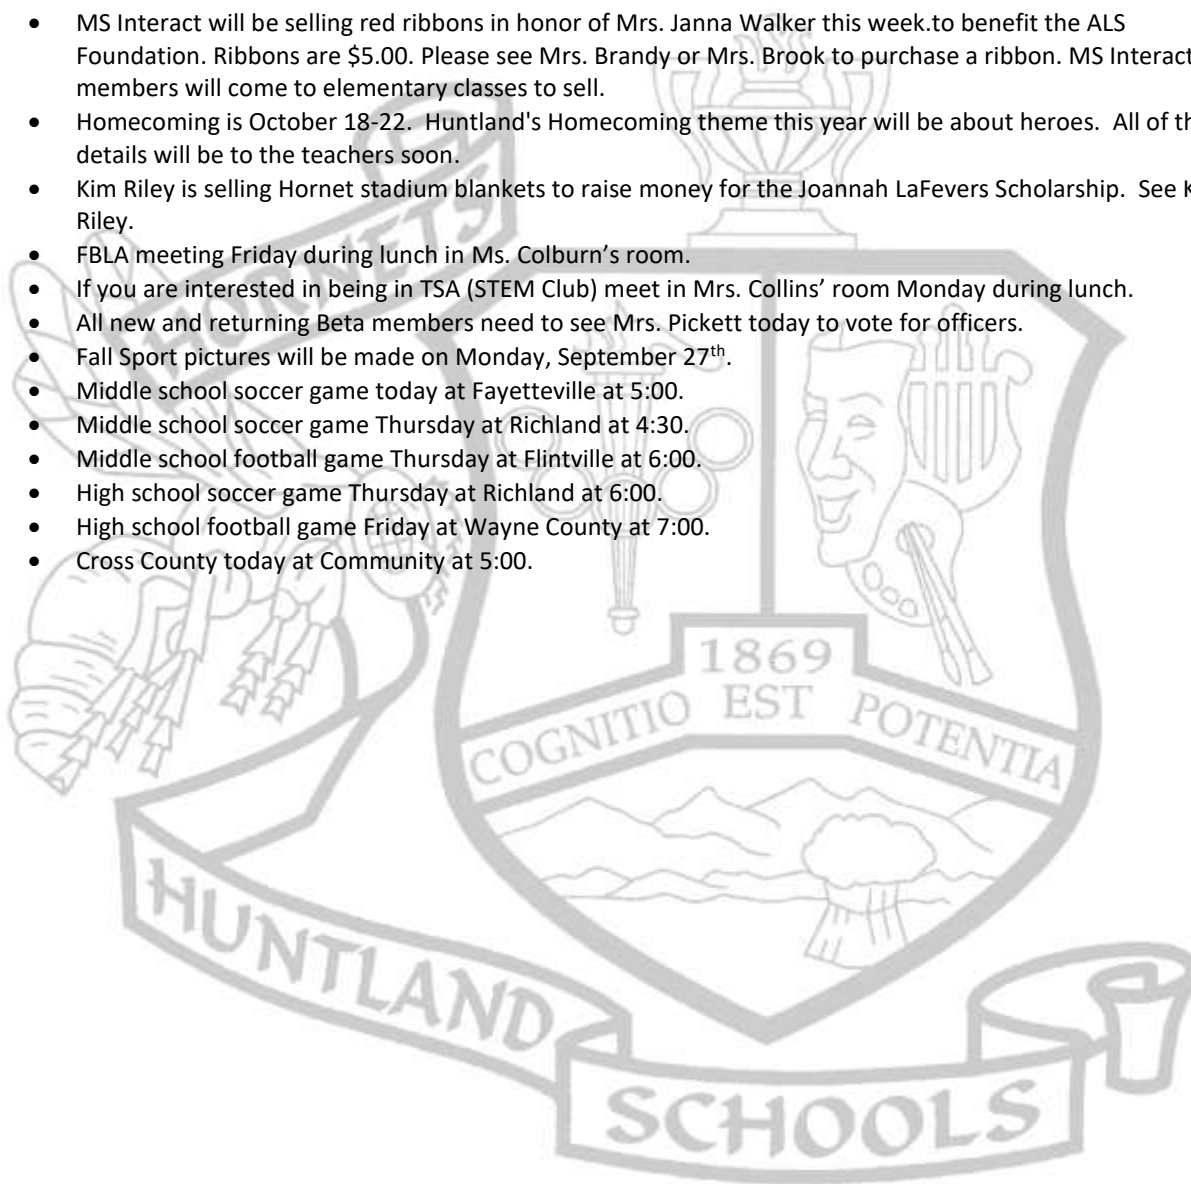 • MS Interact will be selling red ribbons in honor of Mrs. Janna Walker this week.to benefit the ALS
Foundation. Ribbons are $5.00. Please see Mrs. Brandy or Mrs. Brook to purchase a ribbon. MS Interact
members will come to elementary classes to sell.
• Homecoming is October 18-22. Huntland's Homecoming theme this year will be about heroes. All of th
details will be to the teachers soon.
• Kim Riley is selling Hornet stadium blankets to raise money for the Joannah LaFevers Scholarship. See K
Riley.
• FBLA meeting Friday during lunch in Ms. Colburn’s room.
• If you are interested in being in TSA (STEM Club) meet in Mrs. Collins’ room Monday during lunch.
• All new and returning Beta members need to see Mrs. Pickett today to vote for officers.
• Fall Sport pictures will be made on Monday, September 27th.
• Middle school soccer game today at Fayetteville at 5:00.
• Middle school soccer game Thursday at Richland at 4:30.
• Middle school football game Thursday at Flintville at 6:00.
• High school soccer game Thursday at Richland at 6:00.
• High school football game Friday at Wayne County at 7:00.
• Cross County today at Community at 5:00.
HORNETS
1869
COGNITIO EST POTENTIA
HUNTLAND
SCHOOLS